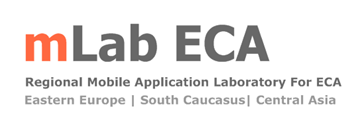 mLab ECA
Regional Mobile Application Laboratory For ECA
Eastern Europe | South Caucasus| Central Asia